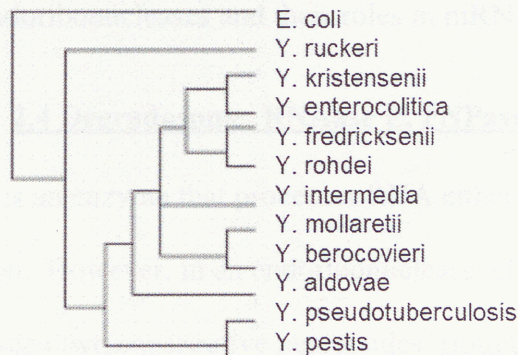 E. coli
Y. ruckeri
Y. kristensenii
Y. enterocolitica
Y. fredricksenii
Y. rohdei
Y. intermedia
Y. mollaretii
Y. berocovieri
Y. aldovae
Y. pseudotuberculosis
Y. pestis